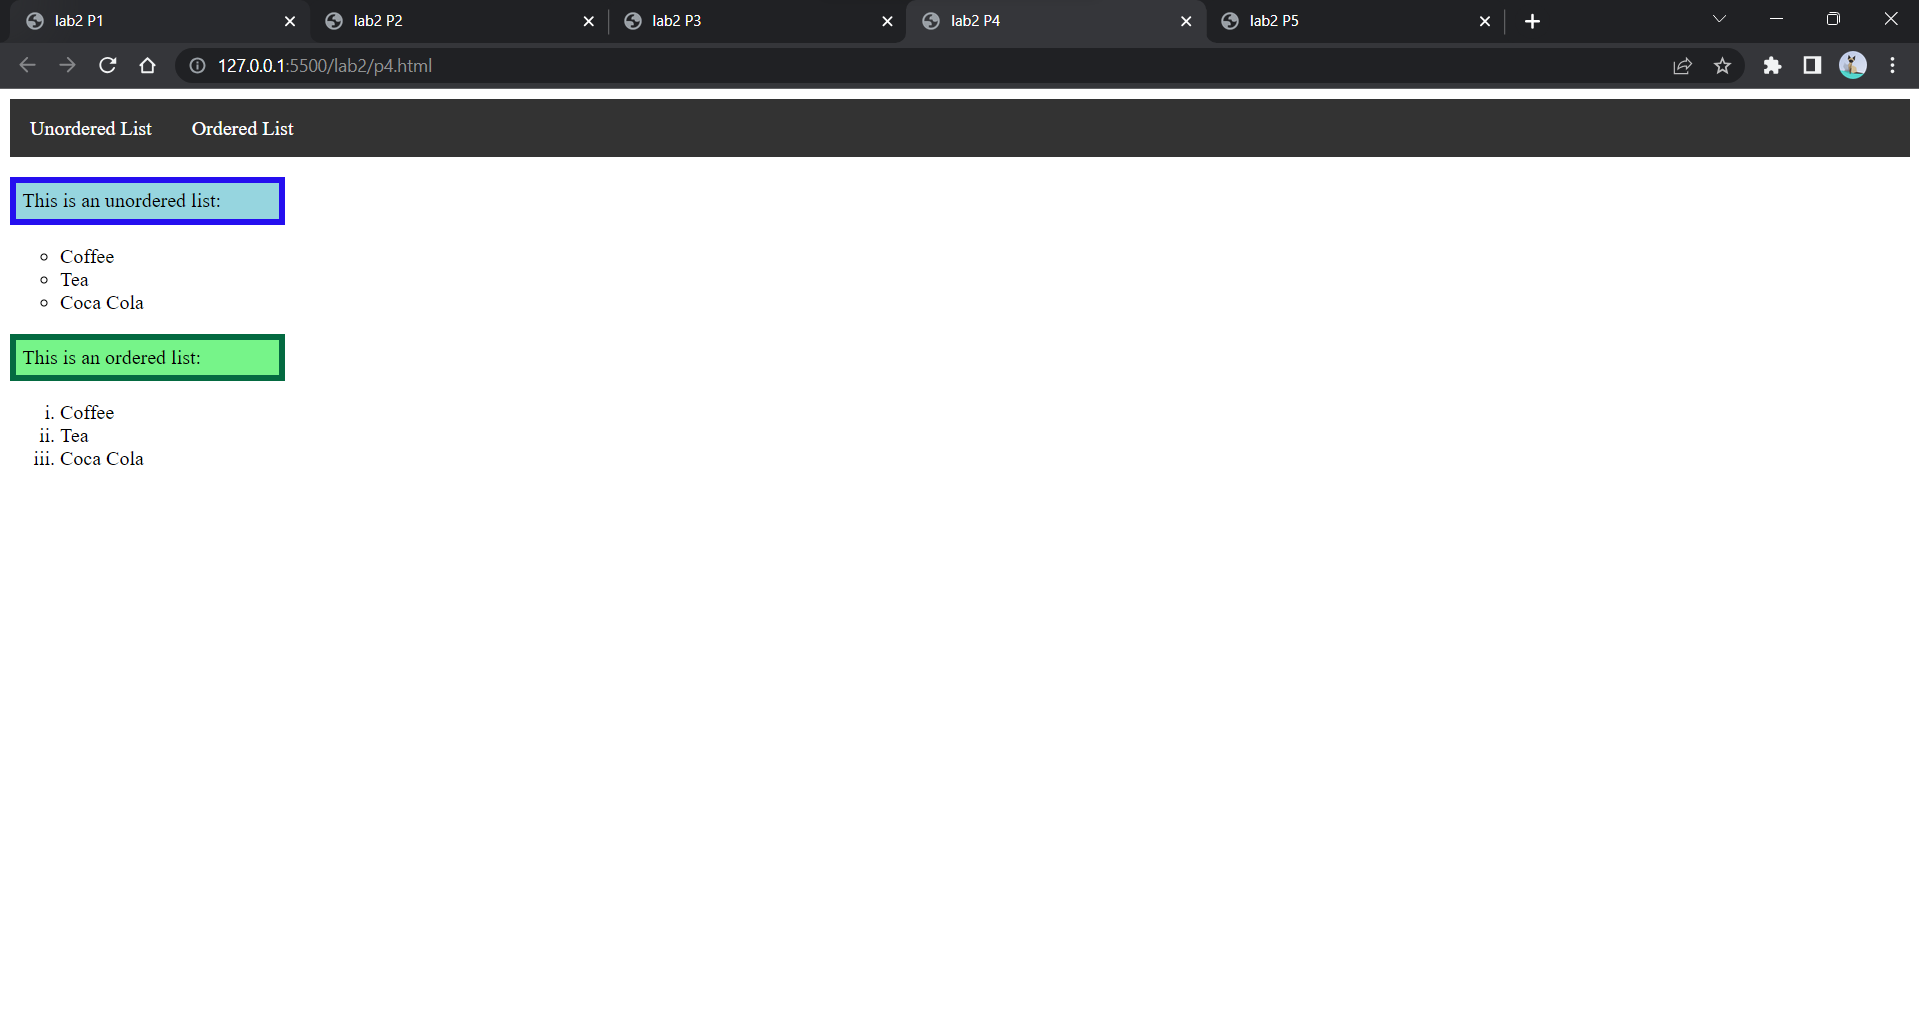 lab2 P1 lab2 P2 lab2 P3 lab2 P4 lab2 P5
127.0.0.1:5500/lab2/p4.html
Unordered List Ordered List
This is an unordered list:
Coffee
Tea
Coca Cola
This is an ordered list:
i. Coffee
ii. Tea
iii. Coca Cola